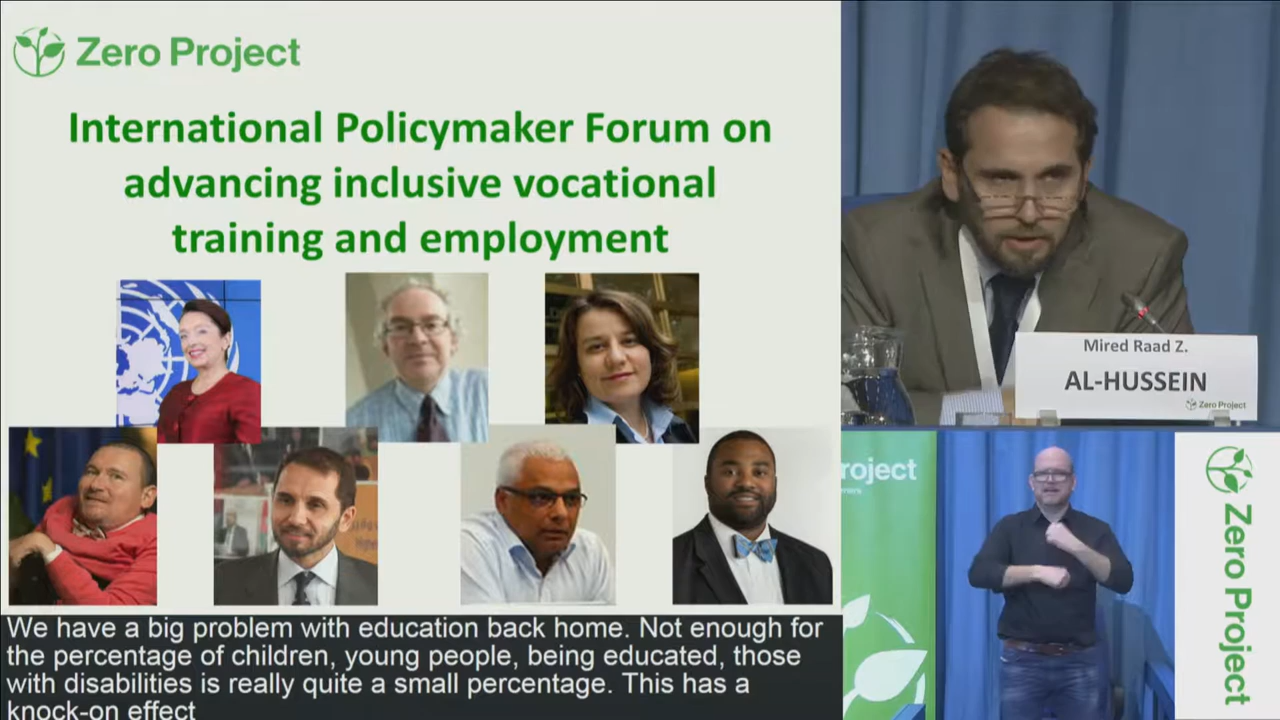 Zero Project
International Policymaker Forum on
advancing inclusive vocational
training and employment
Mired Raad Z.
AL-HUSSEIN
Zero Project
roject
Zero Project
We have a big problem with education back home. Not enough for
the percentage of children, young people, being educated, those
with disabilities is really quite a small percentage. This has a
knock-on effect